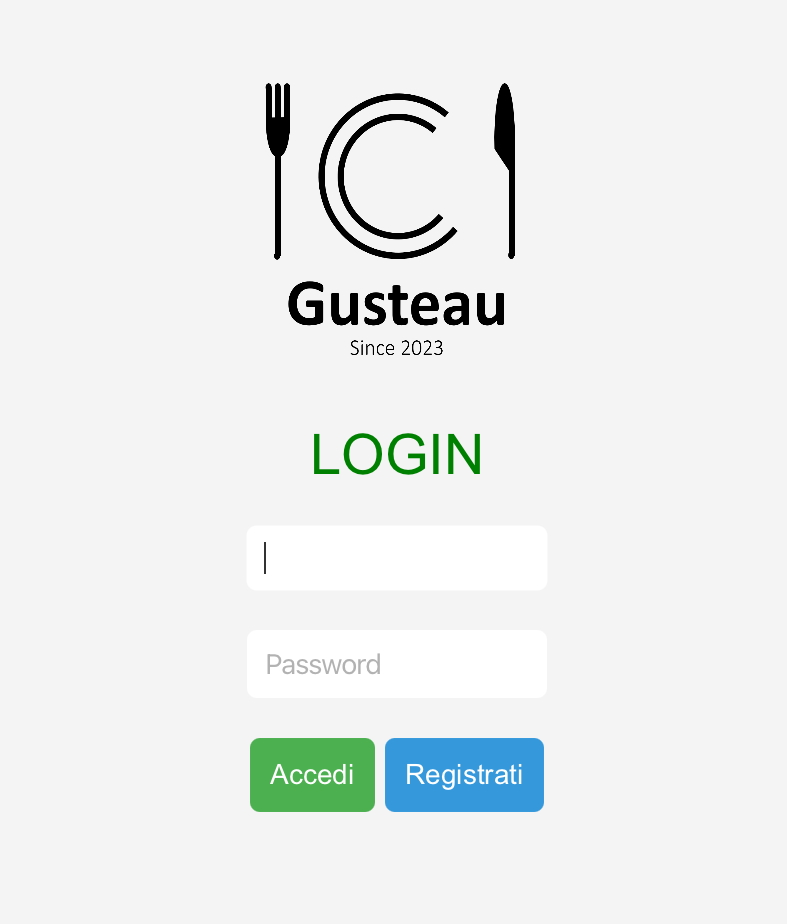 Gusteau
Since 2023
LOGIN
Password
Accedi Registrati